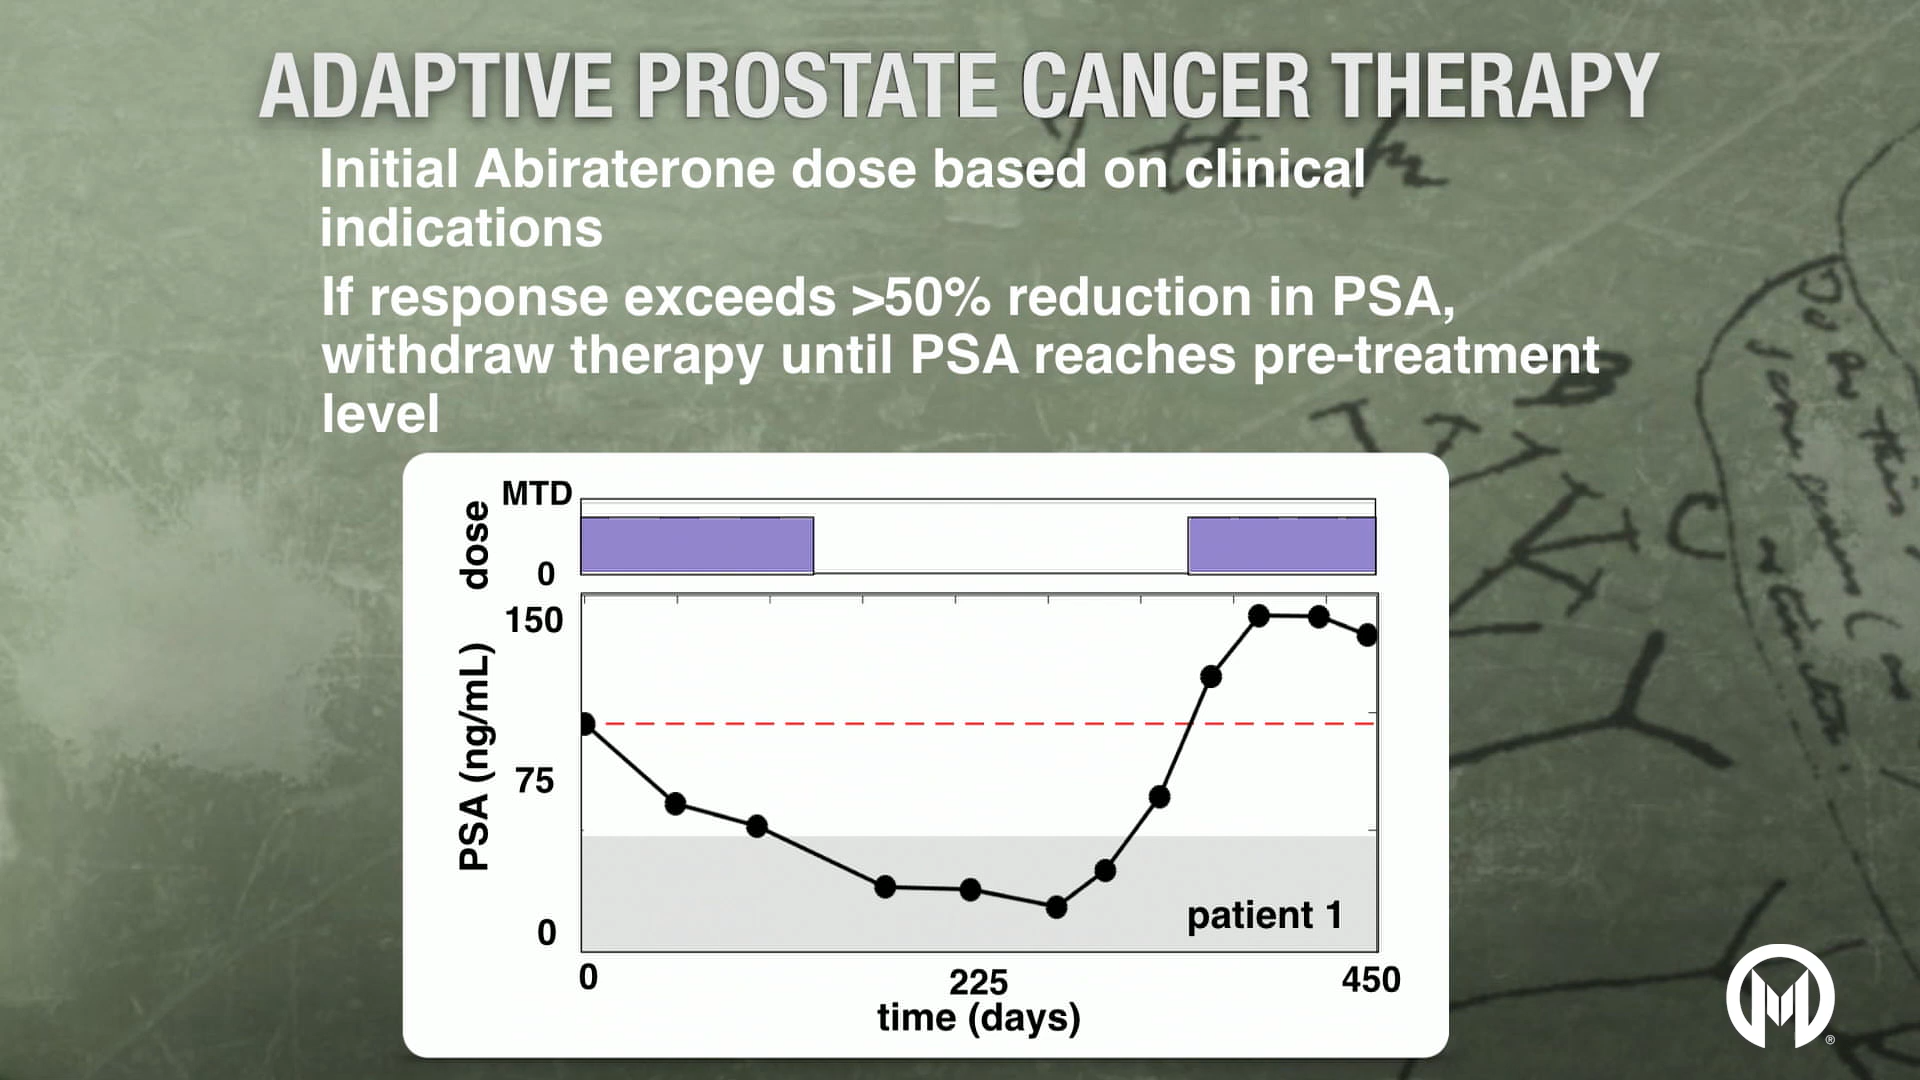 ADAPTIVE PROSTATE CANCER THERAPY
Initial Abiraterone dose based on clinical
indications
If response exceeds >50% reduction in PSA,
withdraw therapy until PSA reaches pre-treatment
level
MTD
dose
0
150
PSA (ng/mL)
75
0
patient 1
0
225
450
time (days)
®